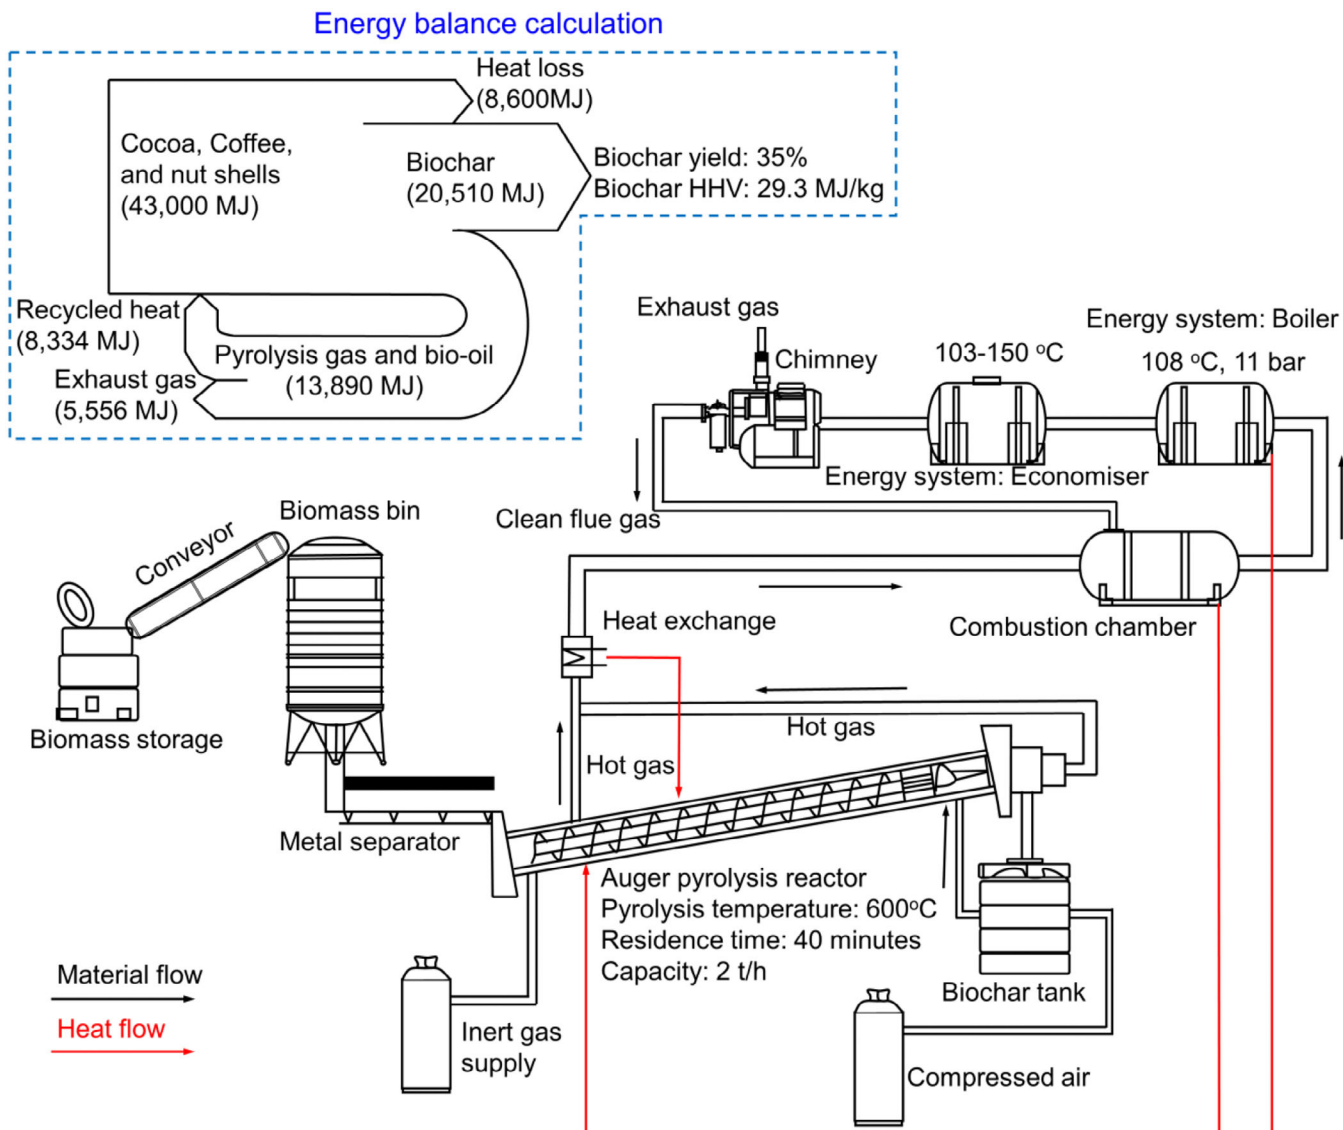 Energy balance calculation
Heat loss
(8,600MJ)
Cocoa, Coffee,
and nut shells
(43,000 MJ)
Biochar
(20,510 MJ)
Biochar yield: 35%
Biochar HHV: 29.3 MJ/kg
Recycled heat
(8,334 MJ)
Pyrolysis gas and bio-oil
(13,890 MJ)
Exhaust gas
(5,556 MJ)
Exhaust gas
Chimney
103-150 ºC
Energy system: Boiler
108 ºC, 11 bar
Energy system: Economiser
Clean flue gas
Biomass bin
Conveyor
Biomass storage
Heat exchange
Combustion chamber
Hot gas
Hot gas
Metal separator
Auger pyrolysis reactor
Pyrolysis temperature: 600ºC
Residence time: 40 minutes
Capacity: 2 t/h
Biochar tank
Material flow
Heat flow
Inert gas
supply
Compressed air